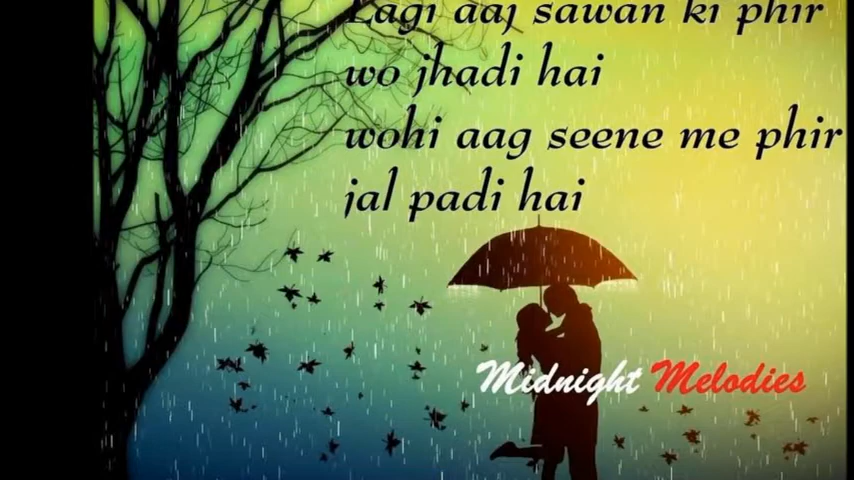 Lagi aaj sawan ki phir
wo jhadi hai
wohi aag seene me phir
jal padi hai
Midnight Melodies